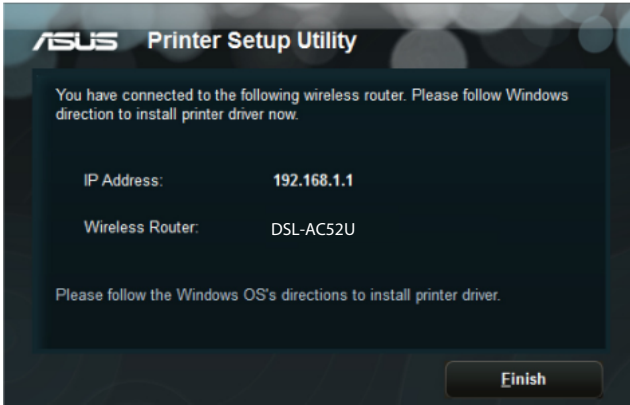 ASUS Printer Setup Utility
You have connected to the following wireless router. Please follow Windows
direction to install printer driver now.
IP Address: 192.168.1.1
Wireless Router: DSL-AC52U
Please follow the Windows OS's directions to install printer driver.
Finish